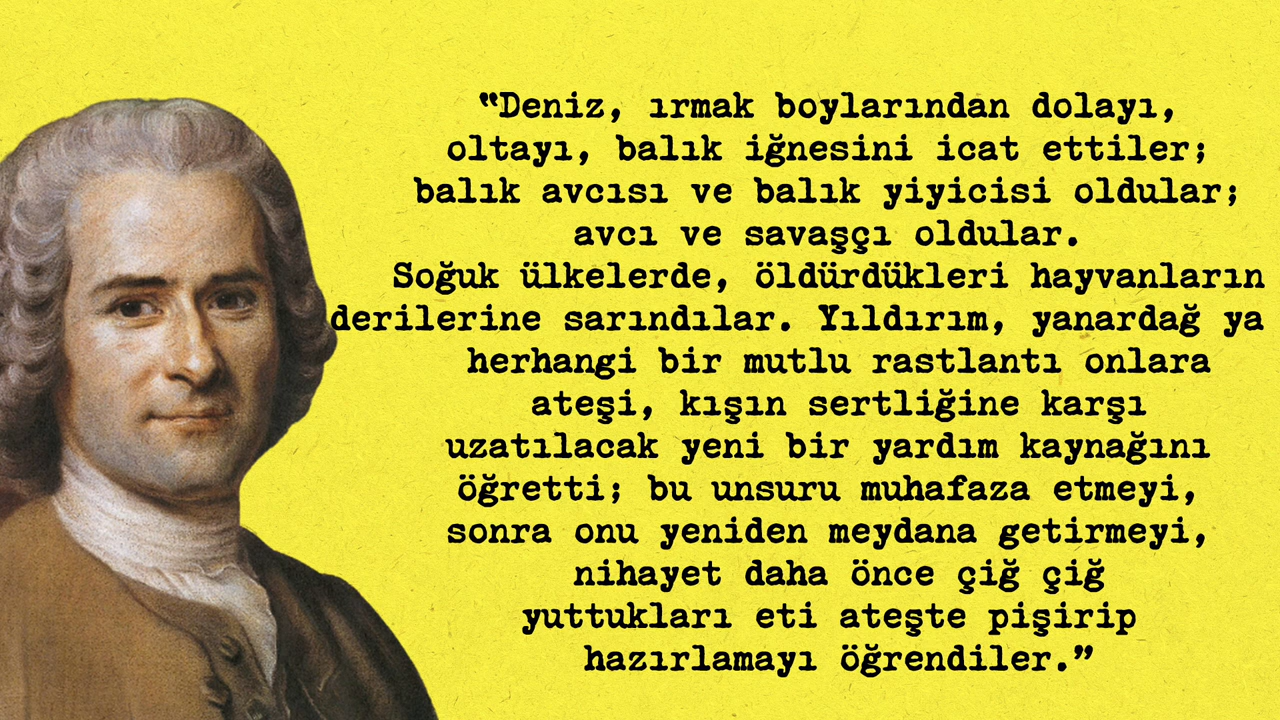 “Deniz, ırmak boylarından dolayı,
oltayı, balık iğnesini icat ettiler;
balık avcısı ve balık yiyicisi oldular;
avcı ve savaşçı oldular.
Soğuk ülkelerde, öldürdükleri hayvanların
derilerine sarındılar. Yıldırım, yanardağ ya
herhangi bir mutlu rastlantı onlara
ateşi, kışın sertliğine karşı
uzatılacak yeni bir yardım kaynağını
öğretti; bu unsuru muhafaza etmeyi,
sonra onu yeniden meydana getirmeyi,
nihayet daha önce çiğ çiğ
yuttukları eti ateşte pişirip
hazırlamayı öğrendiler.”